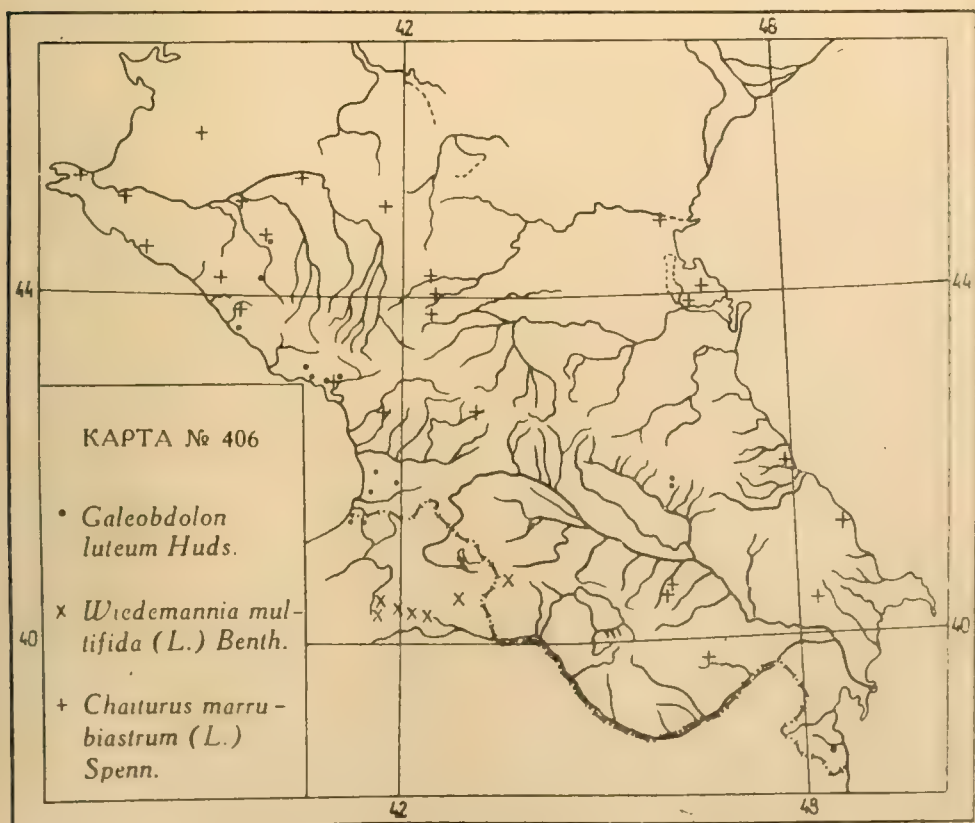 42 48
44 44
КАРТА № 406
• Galeobdolon
luteum Huds.
× Wiedemannia mul-
tifida (L.) Benth.
40 40
+ Chaiturus marru-
biastrum (L.)
Spenn.
42 48